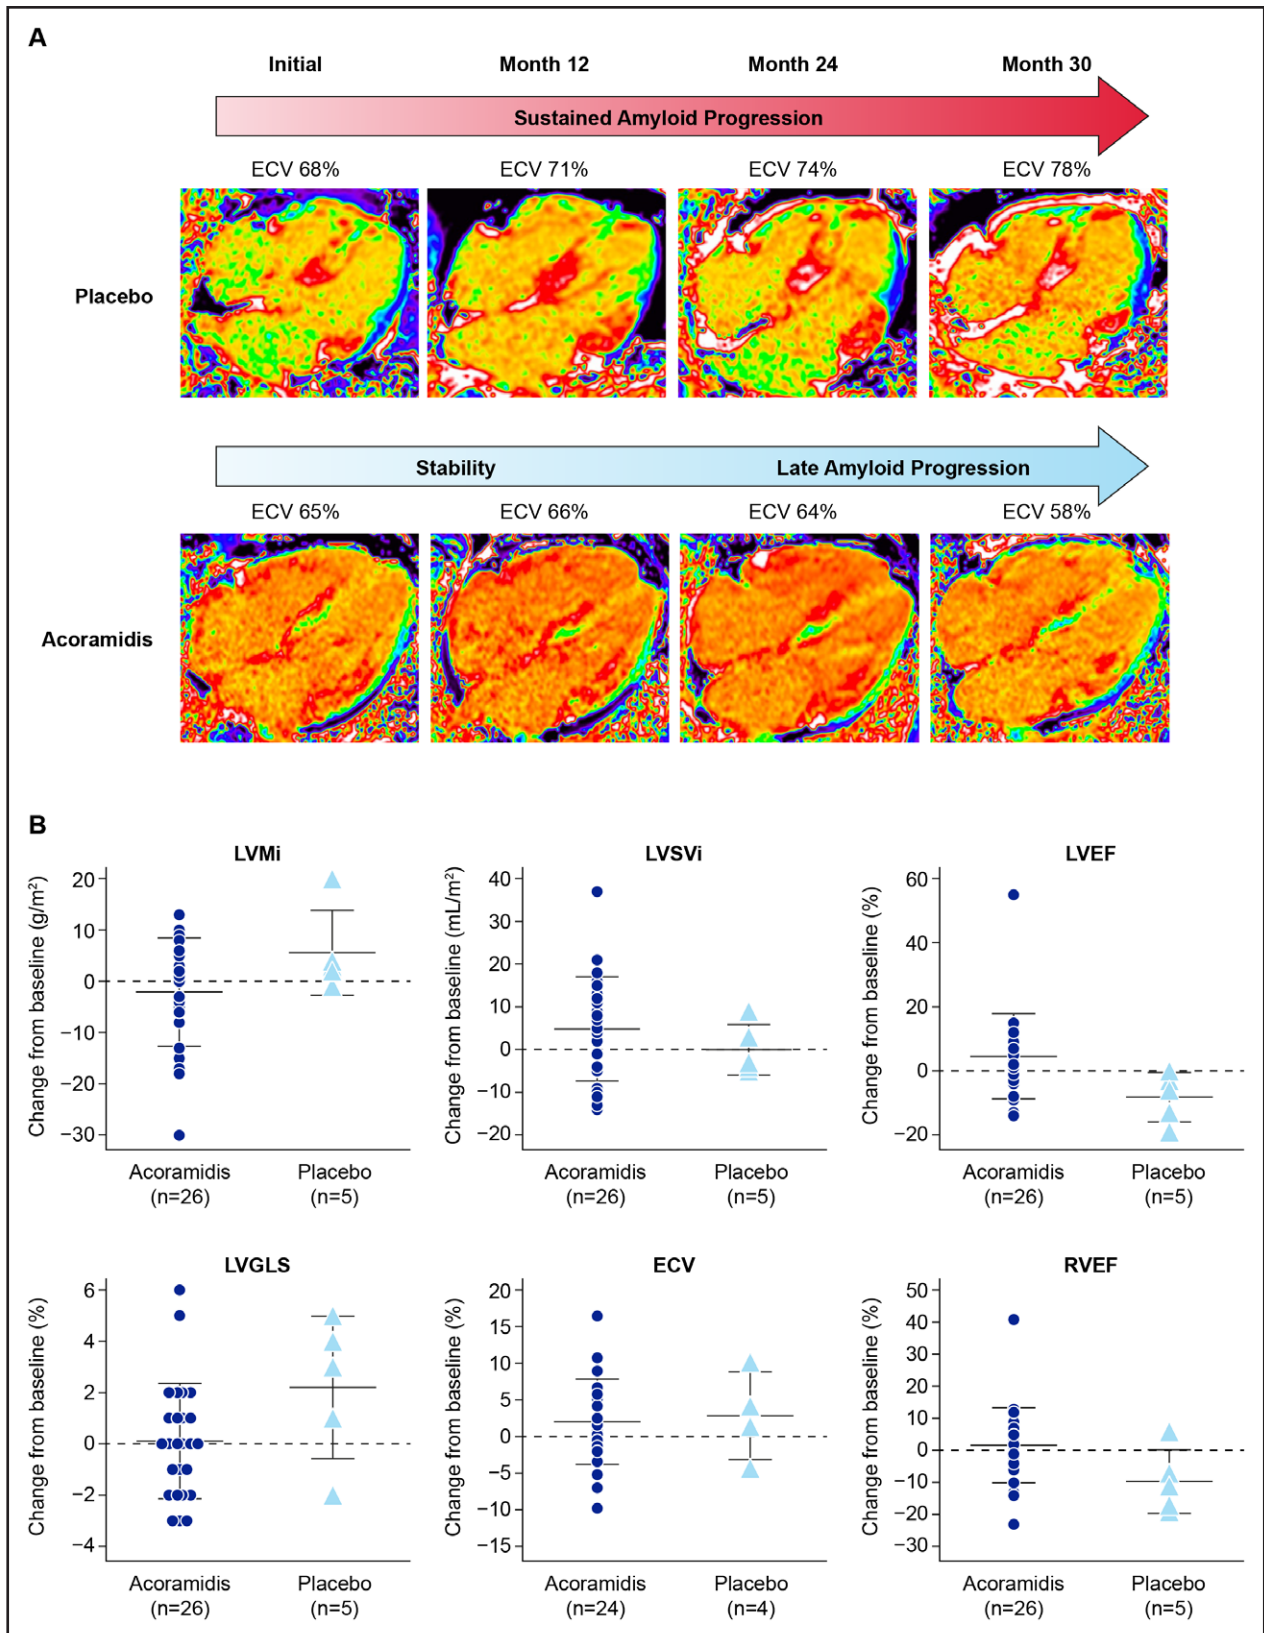 A
Initial Month 12 Month 24 Month 30
Sustained Amyloid Progression
ECV 68% ECV 71% ECV 74% ECV 78%
Placebo
Stability Late Amyloid Progression
ECV 65% ECV 66% ECV 64% ECV 58%
Acoramidis
B
LVMi
Change from baseline (g/m²)
20
10
0
−10
−20
−30
Acoramidis Placebo
(n=26) (n=5)
LVSVi
Change from baseline (mL/m²)
40
30
20
10
0
−10
−20
Acoramidis Placebo
(n=26) (n=5)
LVEF
Change from baseline (%)
60
40
20
0
−20
Acoramidis Placebo
(n=26) (n=5)
LVGLS
Change from baseline (%)
6
4
2
0
−2
−4
Acoramidis Placebo
(n=26) (n=5)
ECV
Change from baseline (%)
20
15
10
5
0
−5
−10
−15
Acoramidis Placebo
(n=24) (n=4)
RVEF
Change from baseline (%)
50
40
30
20
10
0
−10
−20
−30
Acoramidis Placebo
(n=26) (n=5)